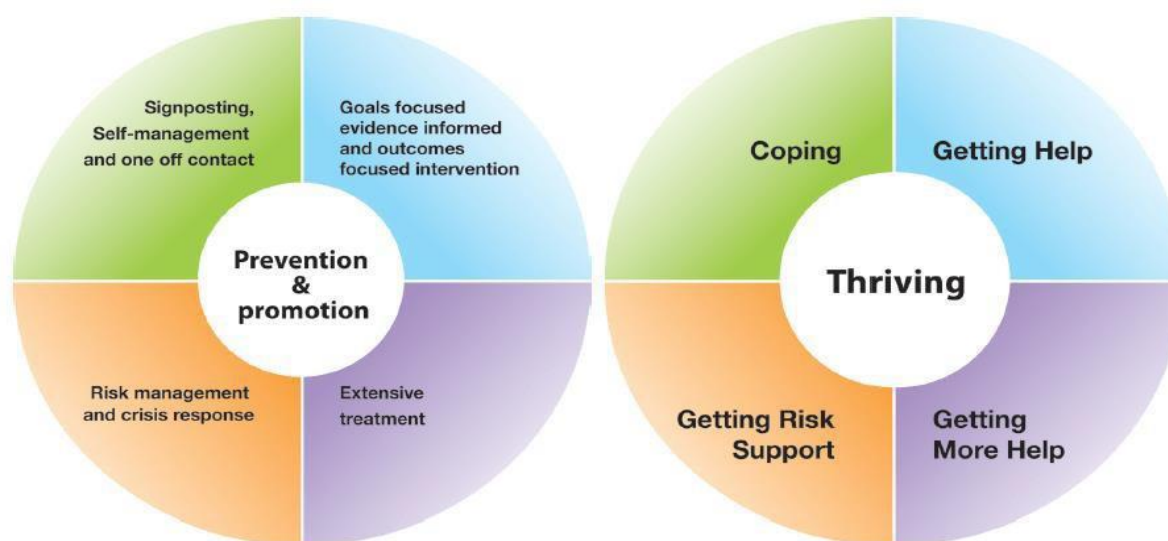 Signposting,
Self-management
and one off contact
Goals focused
evidence informed
and outcomes
focused intervention
Prevention
&
promotion
Risk management
and crisis response
Extensive
treatment
Coping
Getting Help
Thriving
Getting Risk
Support
Getting
More Help